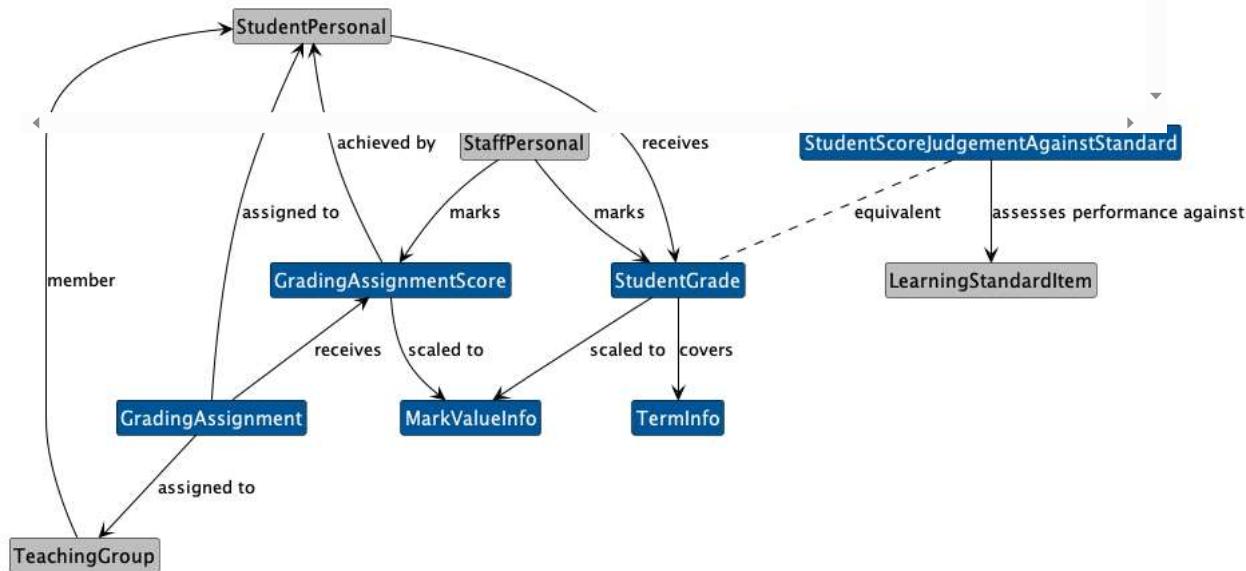 StudentPersonal
achieved by
StaffPersonal
receives
StudentScoreJudgementAgainstStandard
assigned to
marks
marks
equivalent
assesses performance against
member
GradingAssignmentScore
StudentGrade
LearningStandardItem
receives
scaled to
scaled to
covers
GradingAssignment
MarkValueInfo
TermInfo
assigned to
TeachingGroup